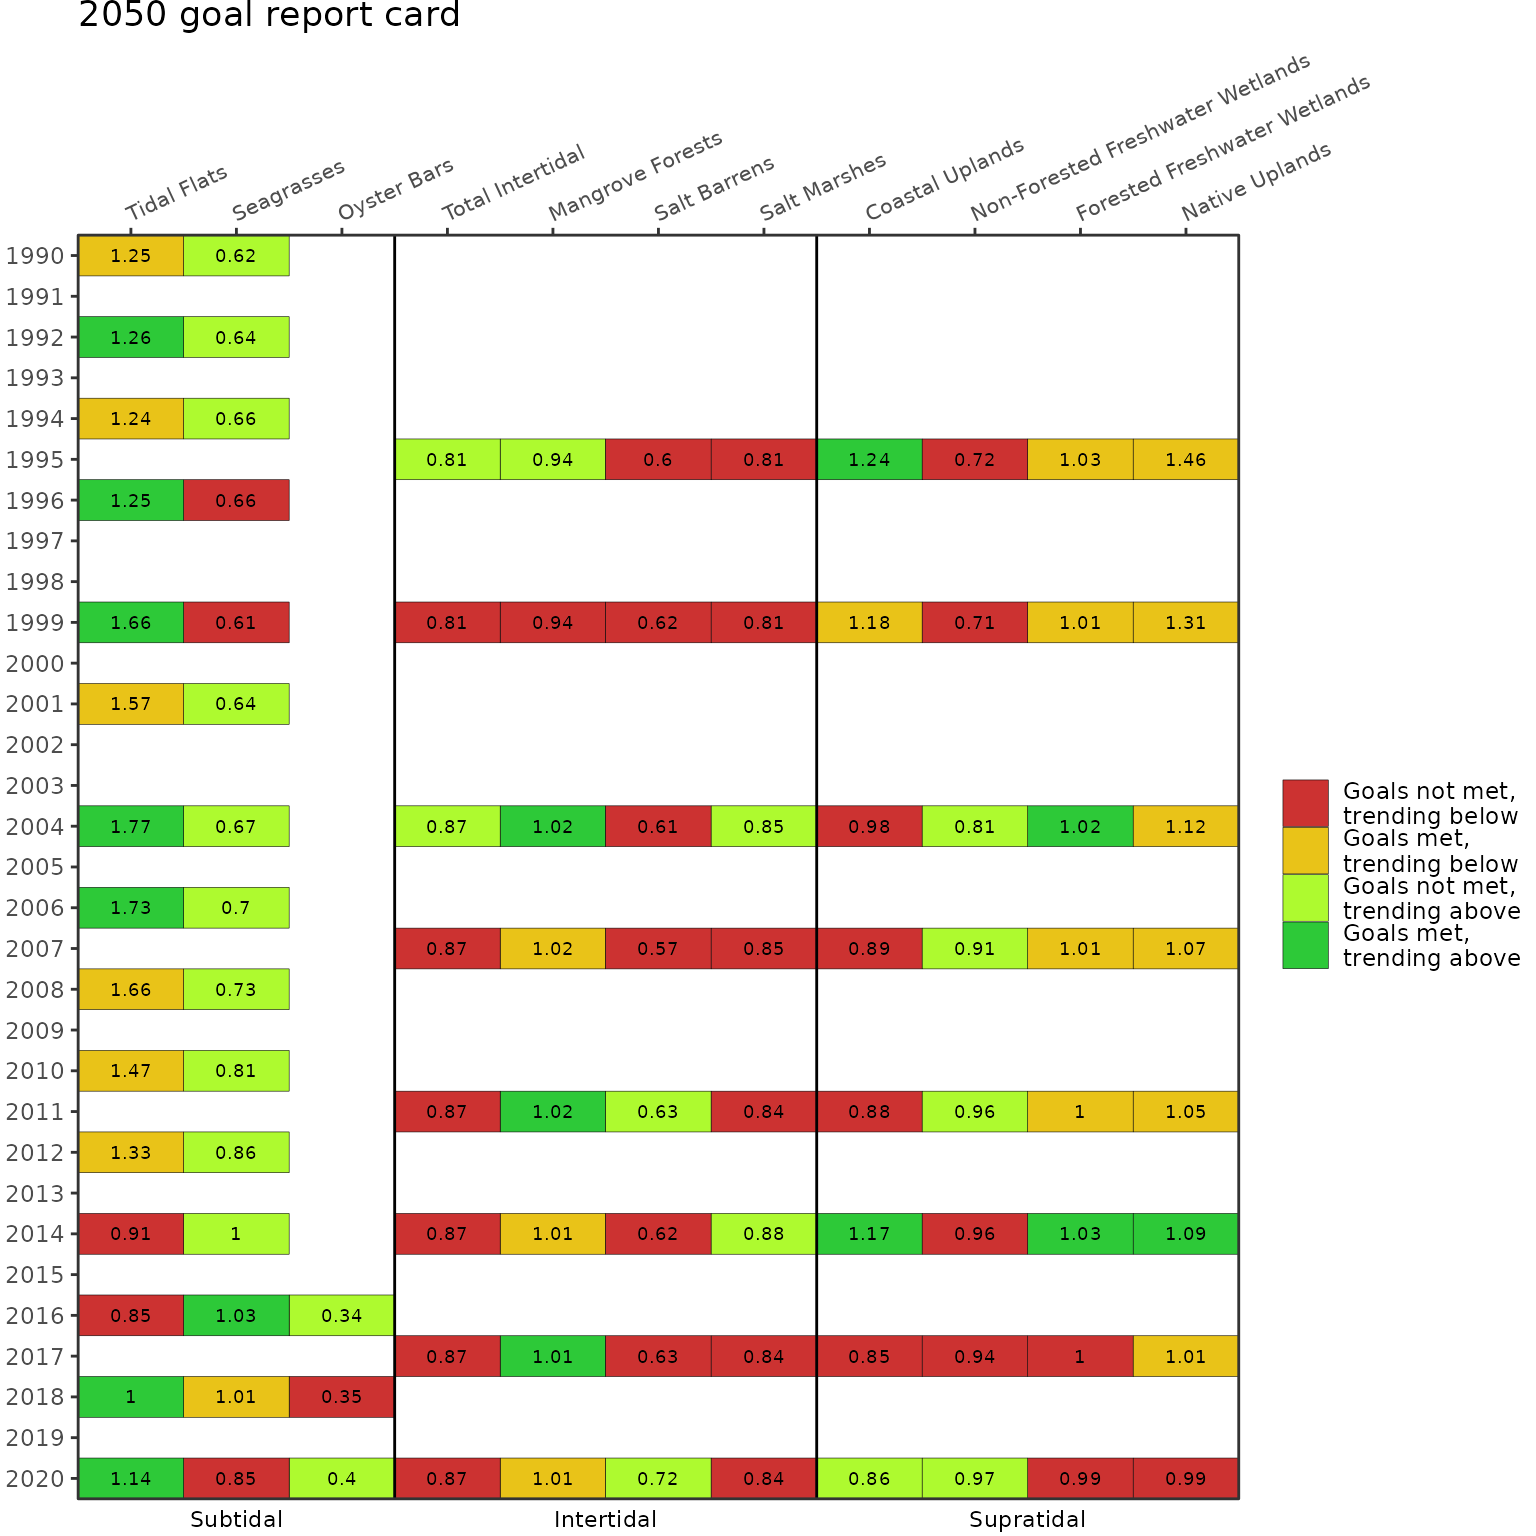 2050 goal report card
Tidal Flats
Seagrasses
Oyster Bars
Total Intertidal
Mangrove Forests
Salt Barrens
Salt Marshes
Coastal Uplands
Non-Forested Freshwater Wetlands
Forested Freshwater Wetlands
Native Uplands
1990 1.25 0.62
1991
1992 1.26 0.64
1993
1994 1.24 0.66
1995 0.81 0.94 0.6 0.81 1.24 0.72 1.03 1.46
1996 1.25 0.66
1997
1998
1999 1.66 0.61 0.81 0.94 0.62 0.81 1.18 0.71 1.01 1.31
2000
2001 1.57 0.64
2002
2003
2004 1.77 0.67 0.87 1.02 0.61 0.85 0.98 0.81 1.02 1.12
2005
2006 1.73 0.7
2007 0.87 1.02 0.57 0.85 0.89 0.91 1.01 1.07
2008 1.66 0.73
2009
2010 1.47 0.81
2011 0.87 1.02 0.63 0.84 0.88 0.96 1 1.05
2012 1.33 0.86
2013
2014 0.91 1 0.87 1.01 0.62 0.88 1.17 0.96 1.03 1.09
2015
2016 0.85 1.03 0.34
2017 0.87 1.01 0.63 0.84 0.85 0.94 1 1.01
2018 1 1.01 0.35
2019
2020 1.14 0.85 0.4 0.87 1.01 0.72 0.84 0.86 0.97 0.99 0.99
Subtidal Intertidal Supratidal
Goals not met,
trending below
Goals met,
trending below
Goals not met,
trending above
Goals met,
trending above